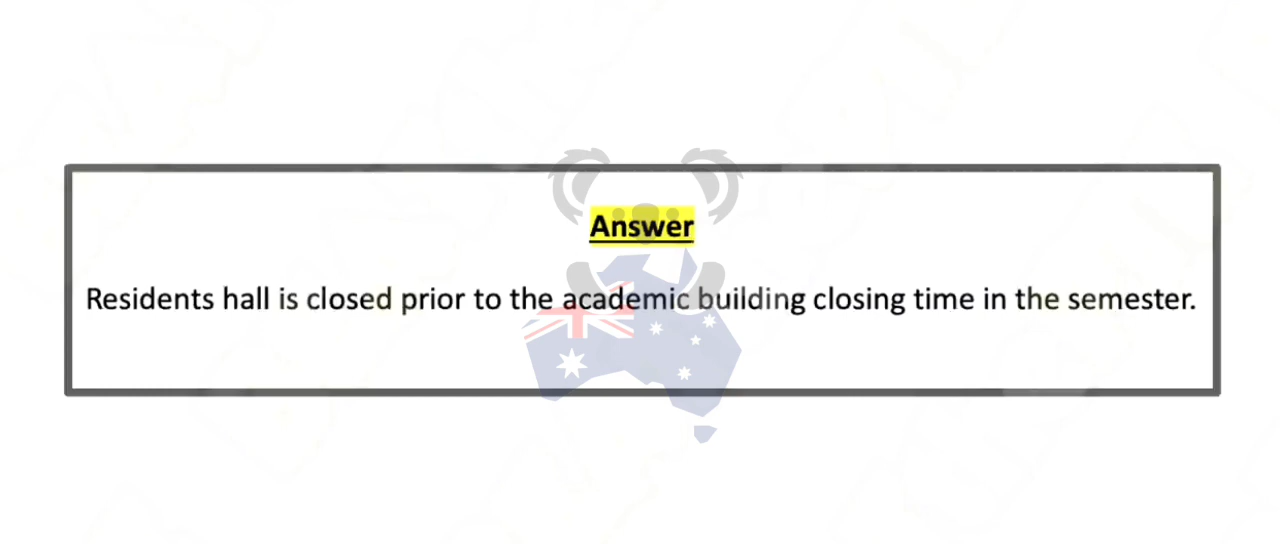 Answer
Residents hall is closed prior to the academic building closing time in the semester.